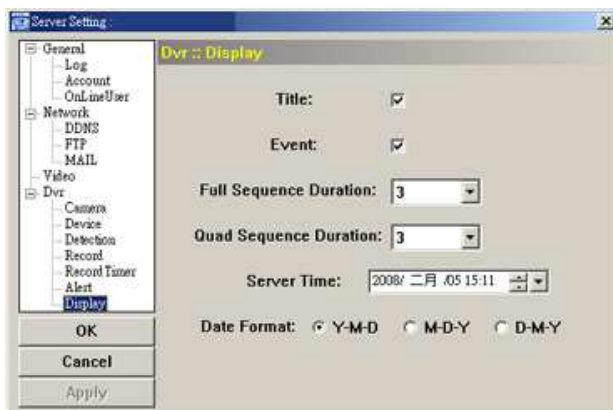 Server Setting :
General
Log
Account
OnLineUser
Network
DDNS
FTP
MAIL
Video
Dvr
Camera
Device
Detection
Record
Record Timer
Alert
Display
OK
Cancel
Apply
Dvr :: Display
Title:
Event:
Full Sequence Duration: 3
Quad Sequence Duration: 3
Server Time: 2008/ 二月 /05 15:11
Date Format: Y-M-D M-D-Y D-M-Y